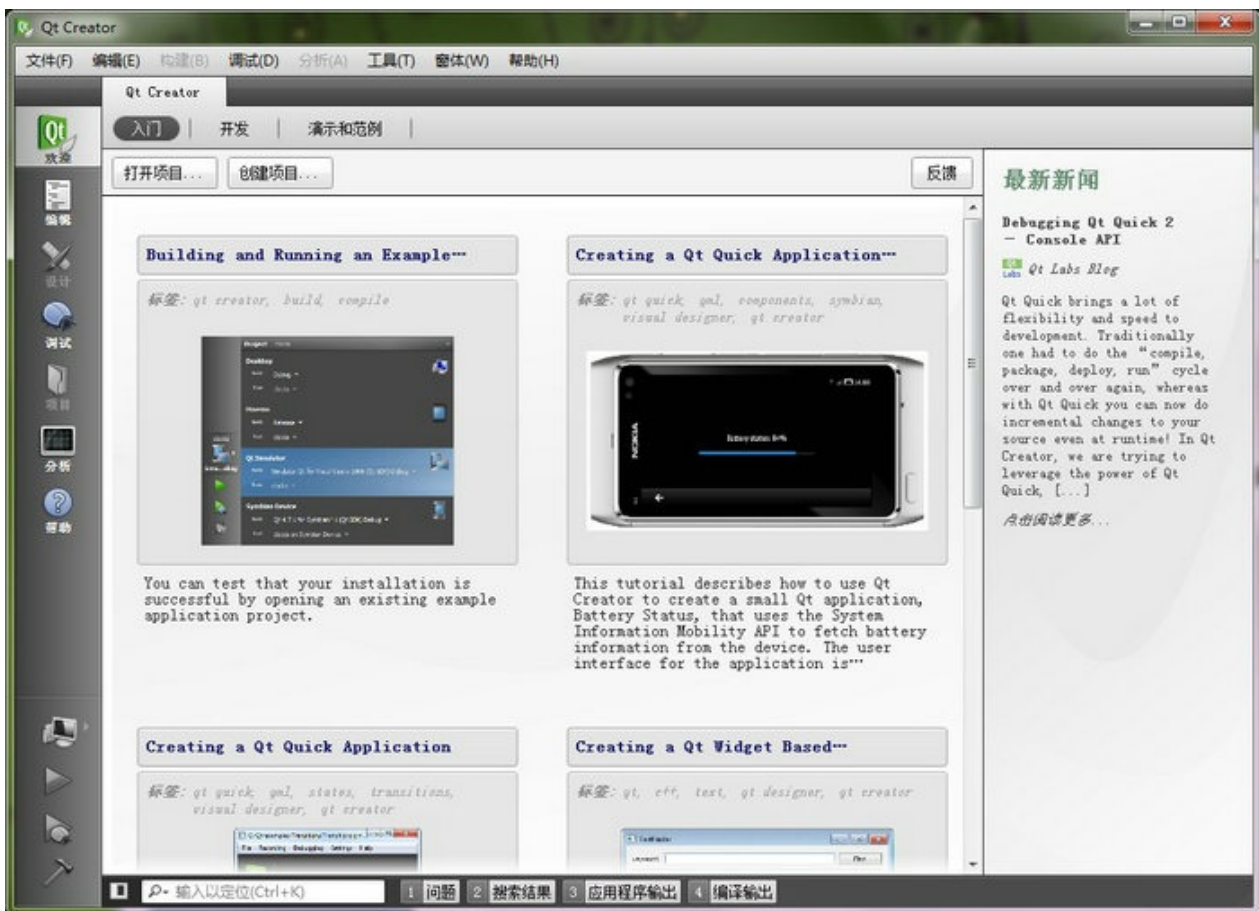 Qt Creator
文件(F) 编辑(E) 构建(B) 调试(D) 分析(A) 工具(T) 窗体(W) 帮助(H)
Qt Creator
入门 开发 演示和范例
打开项目... 创建项目... 反馈
Qt
欢迎
编辑
设计
调试
项目
分析
帮助
Building and Running an Example…
标签: qt creator, build, compile
Project
Desktop
Qt Simulator
Symbian Device
You can test that your installation is
successful by opening an existing example
application project.
Creating a Qt Quick Application…
标签: qt quick, qml, components, symbian,
visual designer, qt creator
NOKIA
Battery status 84%
This tutorial describes how to use Qt
Creator to create a small Qt application,
Battery Status, that uses the System
Information Mobility API to fetch battery
information from the device. The user
interface for the application is…
Creating a Qt Quick Application
标签: qt quick, qml, states, transitions,
visual designer, qt creator
Creating a Qt Widget Based…
标签: qt, c++, text, qt designer, qt creator
最新新闻
Debugging Qt Quick 2
- Console API
Qt Labs Blog
Qt Quick brings a lot of
flexibility and speed to
development. Traditionally
one had to do the “compile,
package, deploy, run” cycle
over and over again, whereas
with Qt Quick you can now do
incremental changes to your
source even at runtime! In Qt
Creator, we are trying to
leverage the power of Qt
Quick, [...]
点击阅读更多...
输入以定位(Ctrl+K) 1 问题 2 搜索结果 3 应用程序输出 4 编译输出